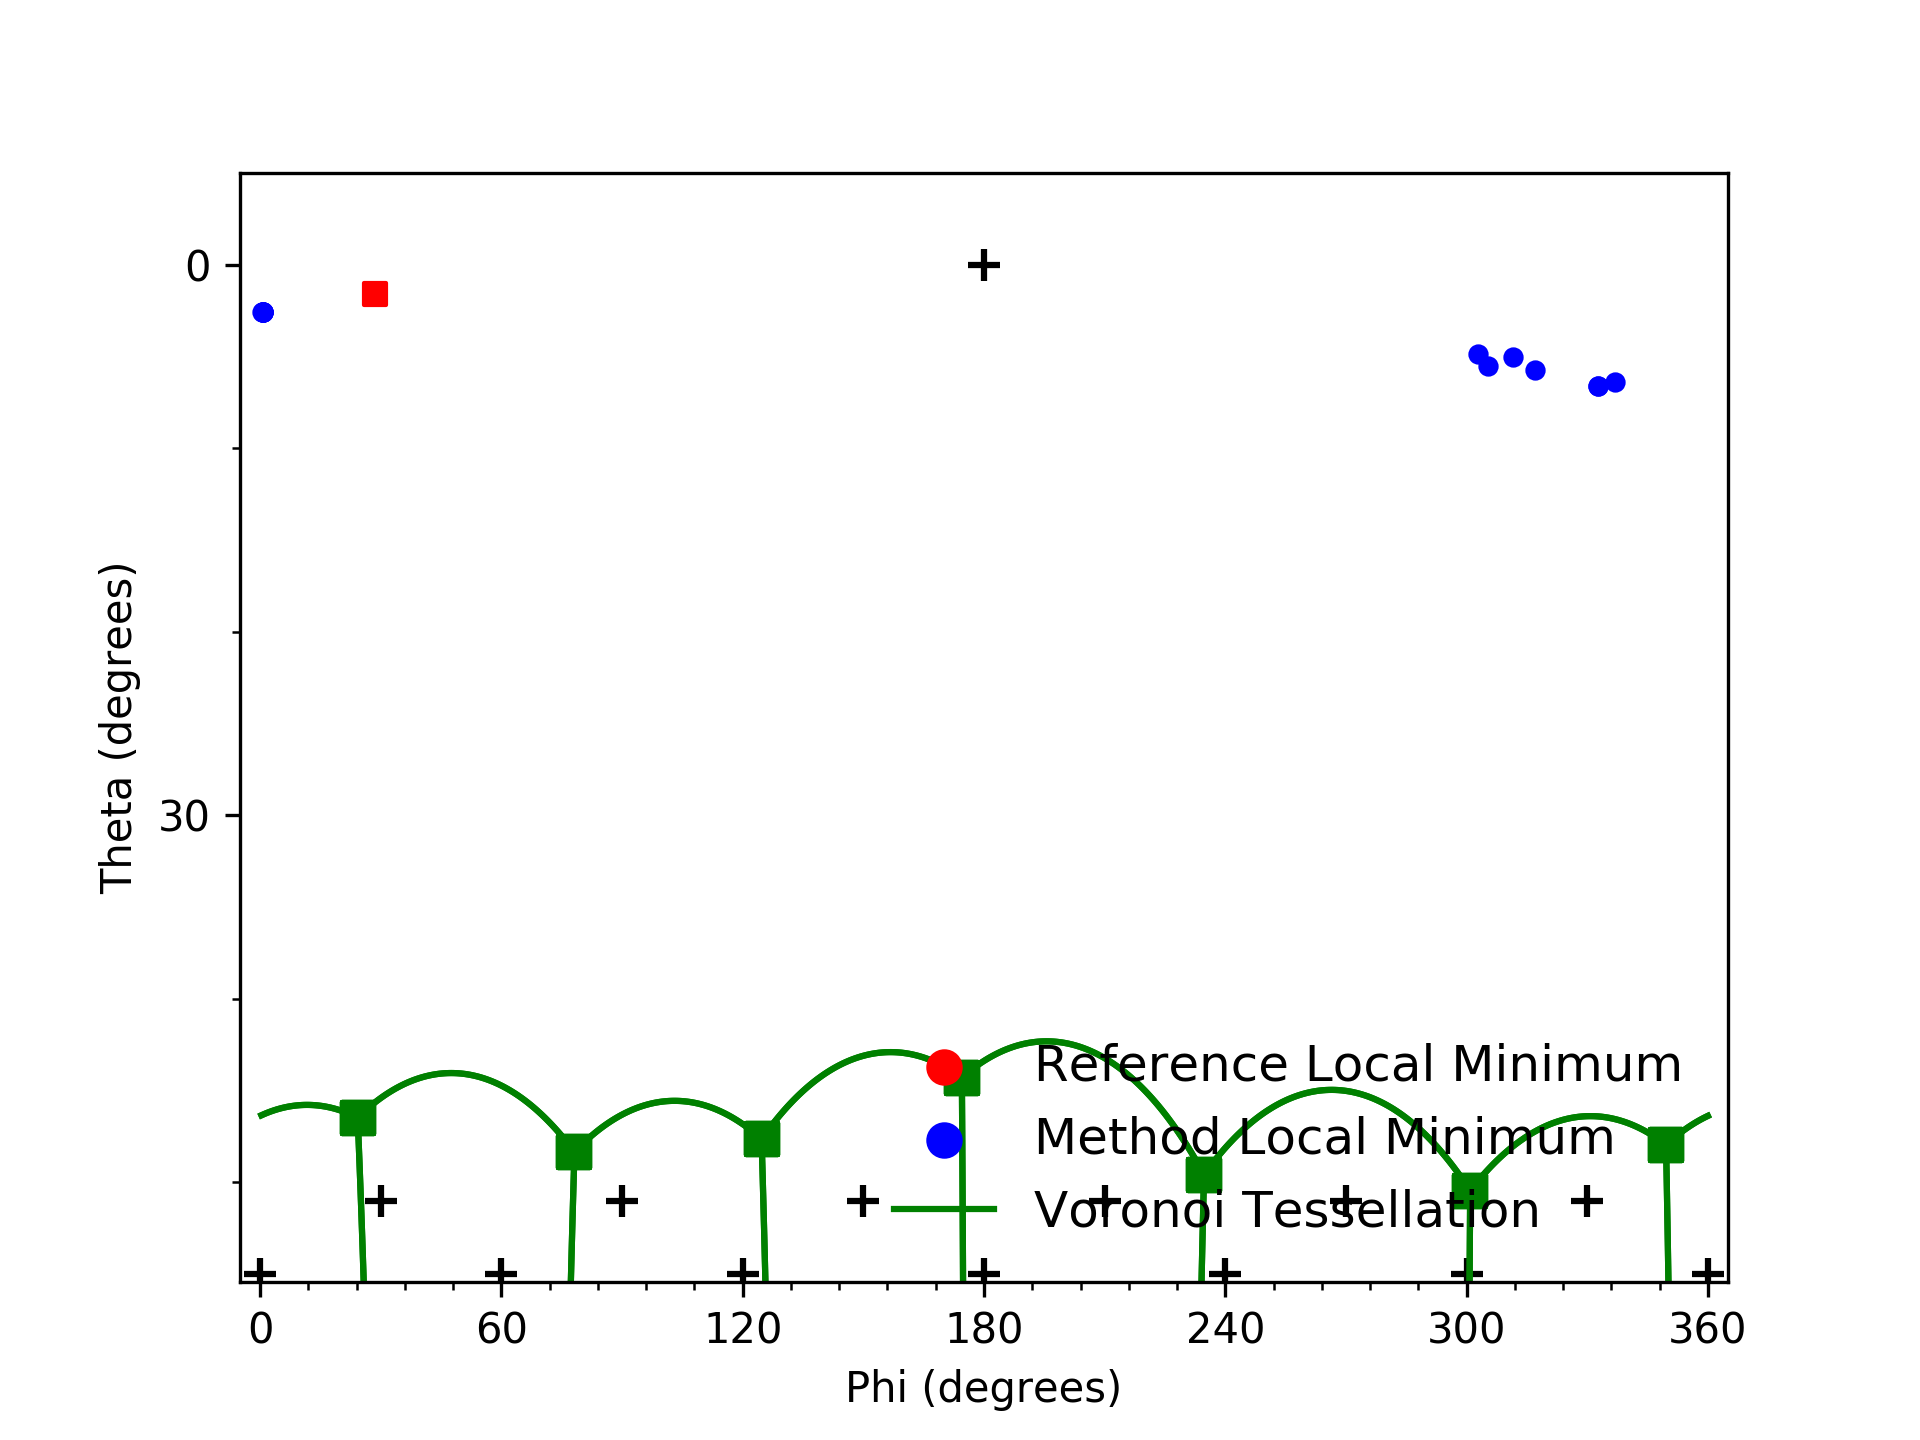 0
30
Theta (degrees)
Reference Local Minimum
Method Local Minimum
Voronoi Tessellation
0 60 120 180 240 300 360
Phi (degrees)